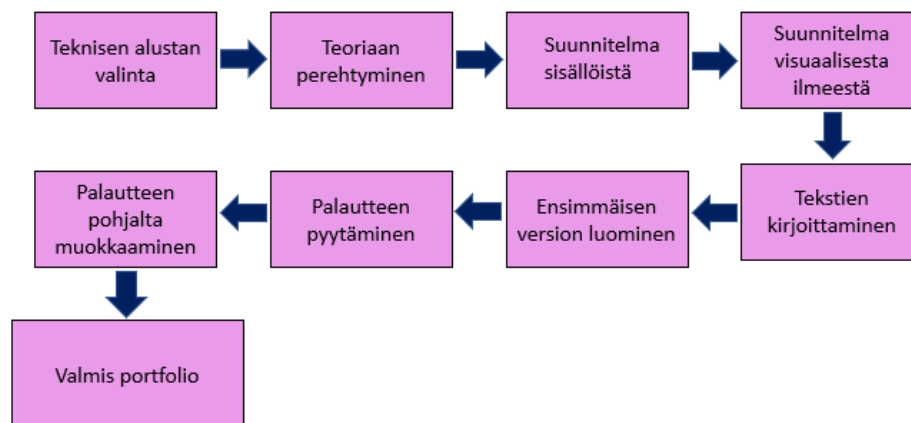 Teknisen alustan
valinta
Teoriaan
perehtyminen
Suunnitelma
sisällöistä
Suunnitelma
visuaalisesta
ilmeestä
Tekstien
kirjoittaminen
Ensimmäisen
version luominen
Palautteen
pyytäminen
Palautteen
pohjalta
muokkaaminen
Valmis portfolio